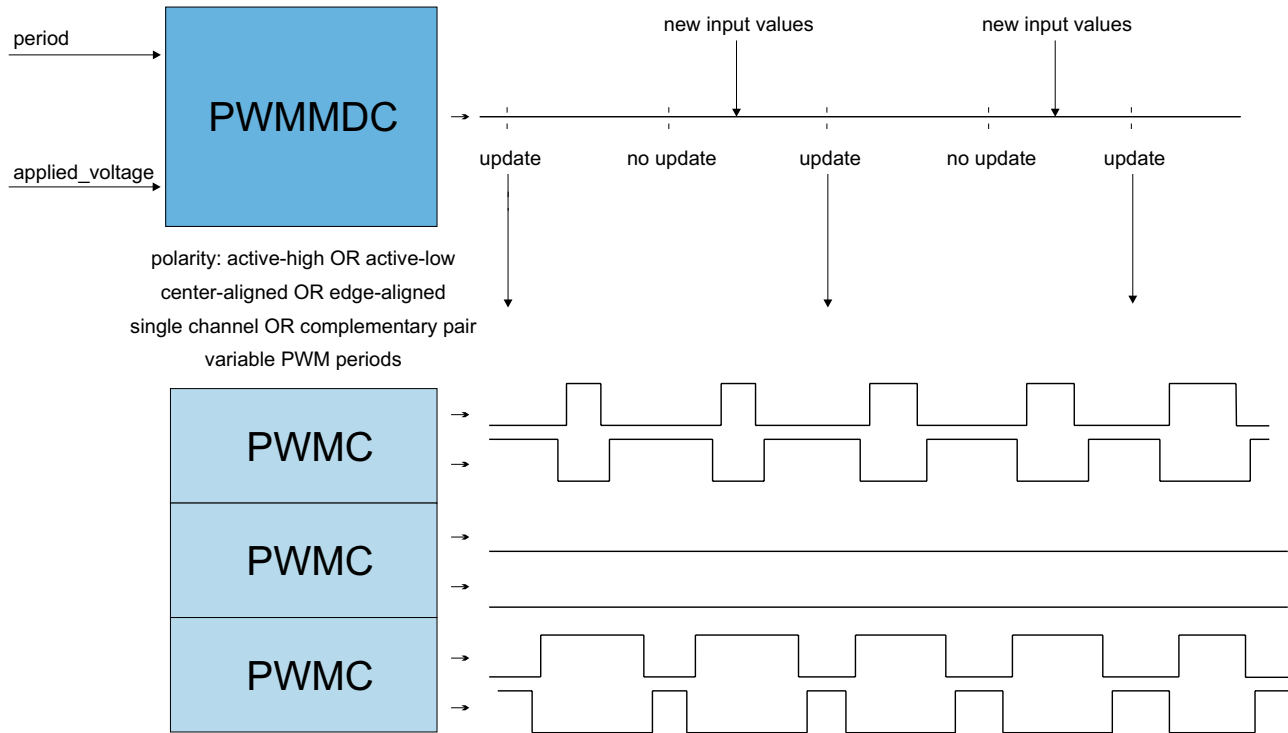 period
new input values
new input values
PWMMDC
applied_voltage
update
no update
update
no update
update
polarity: active-high OR active-low
center-aligned OR edge-aligned
single channel OR complementary pair
variable PWM periods
PWMC
PWMC
PWMC